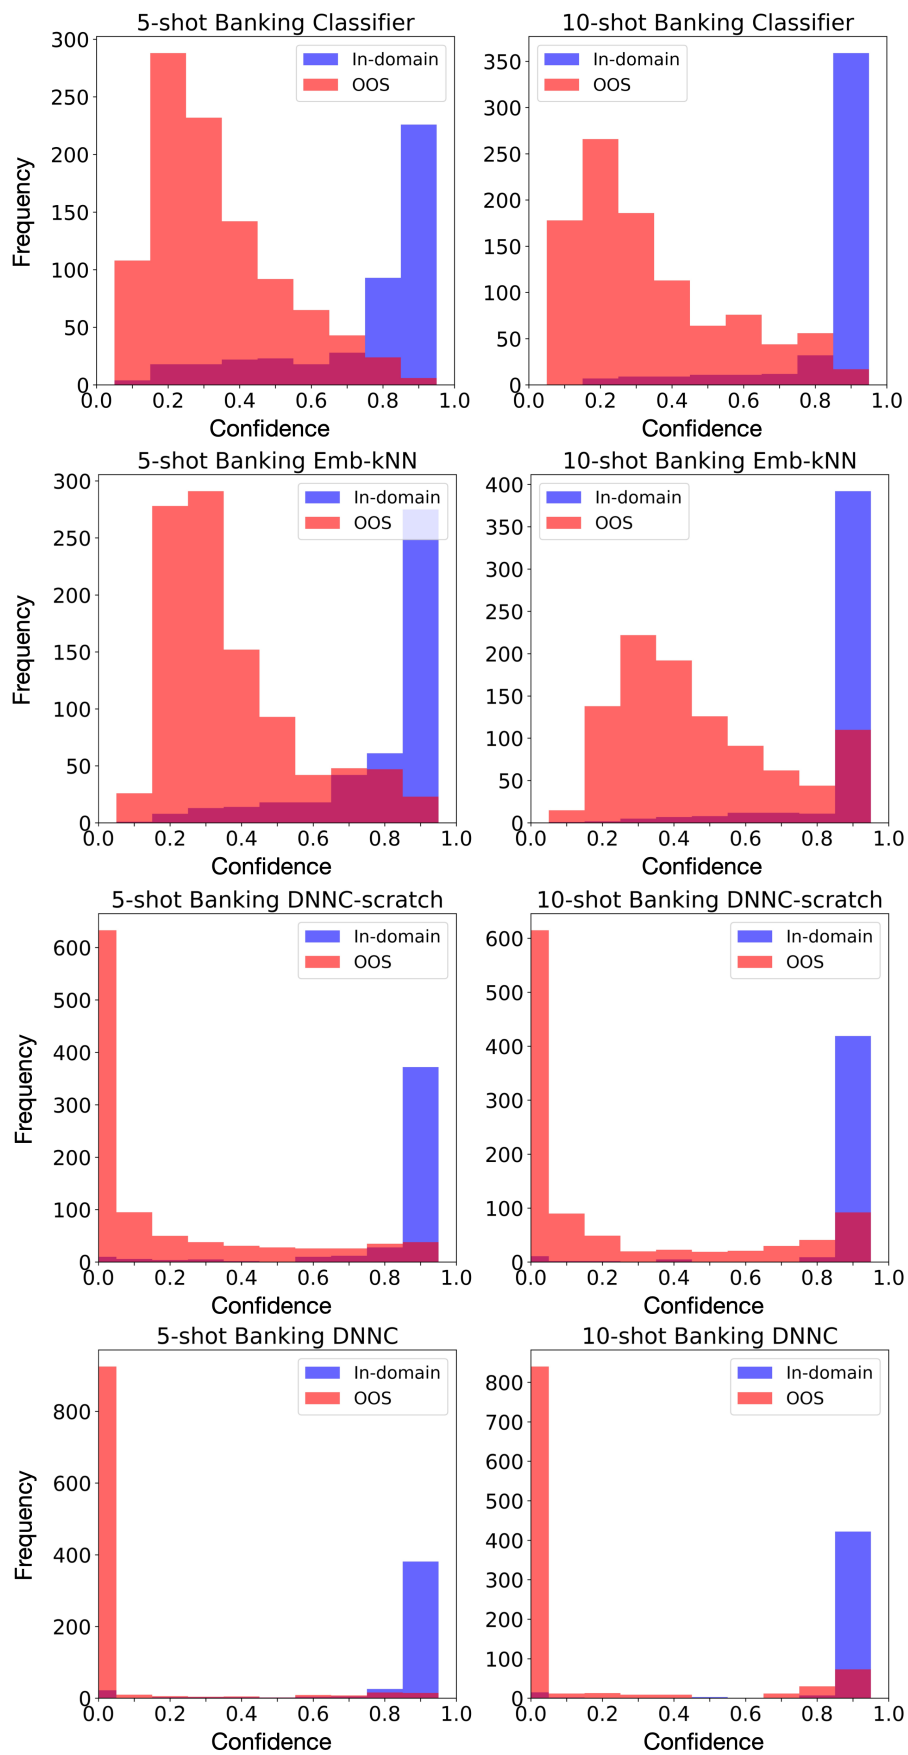 5-shot Banking Classifier
300
250
200
150
100
50
0
Frequency
In-domain
OOS
0.0 0.2 0.4 0.6 0.8 1.0
Confidence
10-shot Banking Classifier
350
300
250
200
150
100
50
0
In-domain
OOS
0.0 0.2 0.4 0.6 0.8 1.0
Confidence
5-shot Banking Emb-kNN
300
250
200
150
100
50
0
Frequency
In-domain
OOS
0.0 0.2 0.4 0.6 0.8 1.0
Confidence
10-shot Banking Emb-kNN
400
350
300
250
200
150
100
50
0
In-domain
OOS
0.0 0.2 0.4 0.6 0.8 1.0
Confidence
5-shot Banking DNNC-scratch
600
500
400
300
200
100
0
Frequency
In-domain
OOS
0.0 0.2 0.4 0.6 0.8 1.0
Confidence
10-shot Banking DNNC-scratch
600
500
400
300
200
100
0
In-domain
OOS
0.0 0.2 0.4 0.6 0.8 1.0
Confidence
5-shot Banking DNNC
800
600
400
200
0
Frequency
In-domain
OOS
0.0 0.2 0.4 0.6 0.8 1.0
Confidence
10-shot Banking DNNC
800
700
600
500
400
300
200
100
0
In-domain
OOS
0.0 0.2 0.4 0.6 0.8 1.0
Confidence